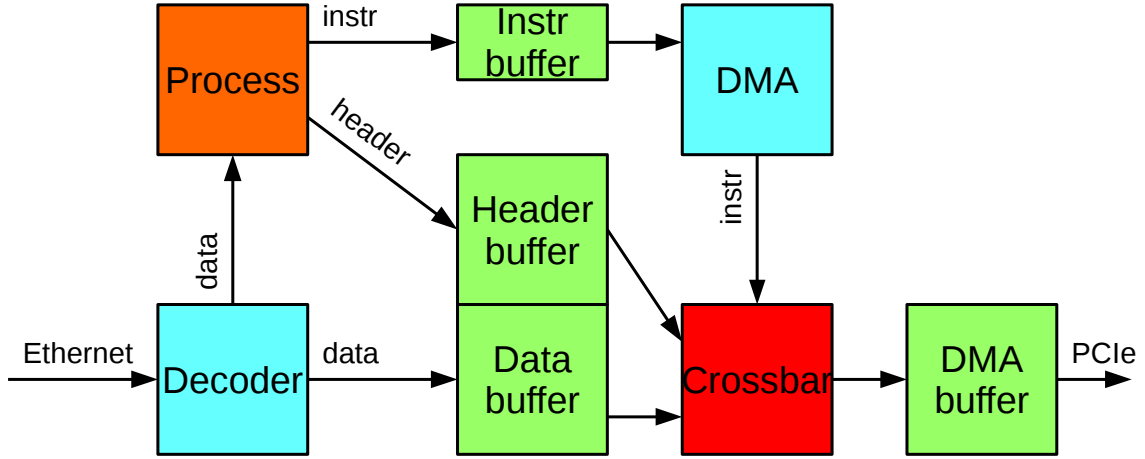 instr
Instr
buffer
Process
DMA
header
instr
Header
buffer
data
Ethernet
Decoder
data
Data
buffer
Crossbar
DMA
buffer
PCIe